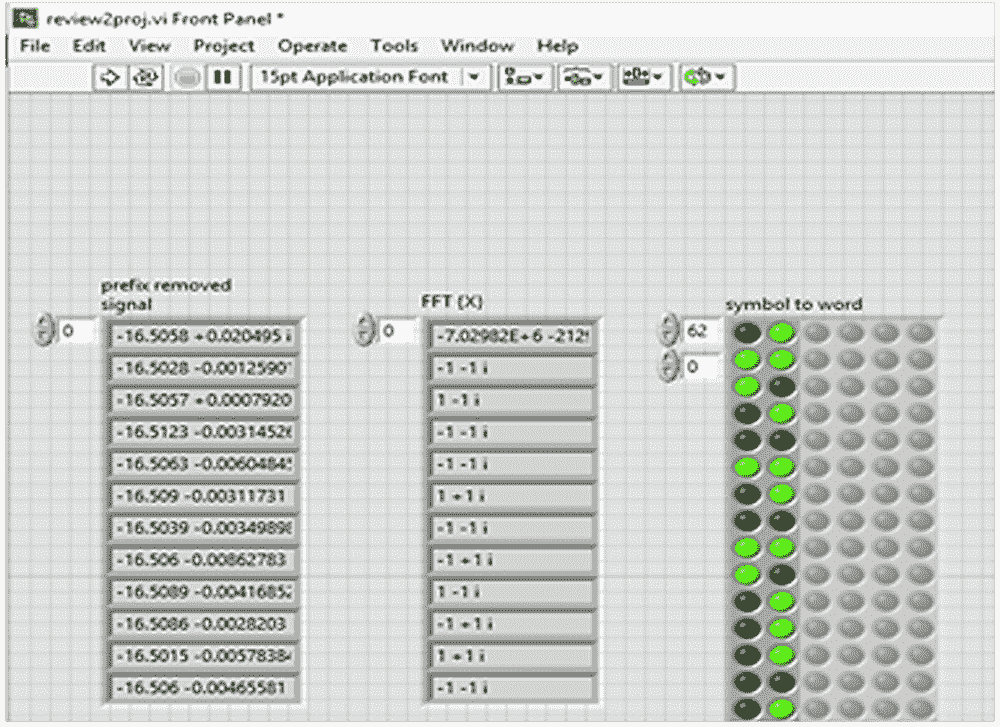 review2proj.vi Front Panel *
File Edit View Project Operate Tools Window Help
15pt Application Font
prefix removed
signal
FFT {X}
symbol to word
0
-16.5058 +0.020495 i
-16.5028 -0.0012590
-16.5057 +0.0007920
-16.5123 -0.0031452
-16.5063 -0.0060484
-16.509 -0.00311731
-16.5039 -0.0034989
-16.506 -0.00862783
-16.5089 -0.0041685
-16.5086 -0.0028203
-16.5015 -0.0057838
-16.506 -0.00465581
0
-7.02982E+6 -212
-1 -1 i
1 -1 i
-1 -1 i
-1 -1 i
1 +1 i
-1 -1 i
-1 +1 i
1 -1 i
-1 +1 i
1 +1 i
-1 -1 i
62
0